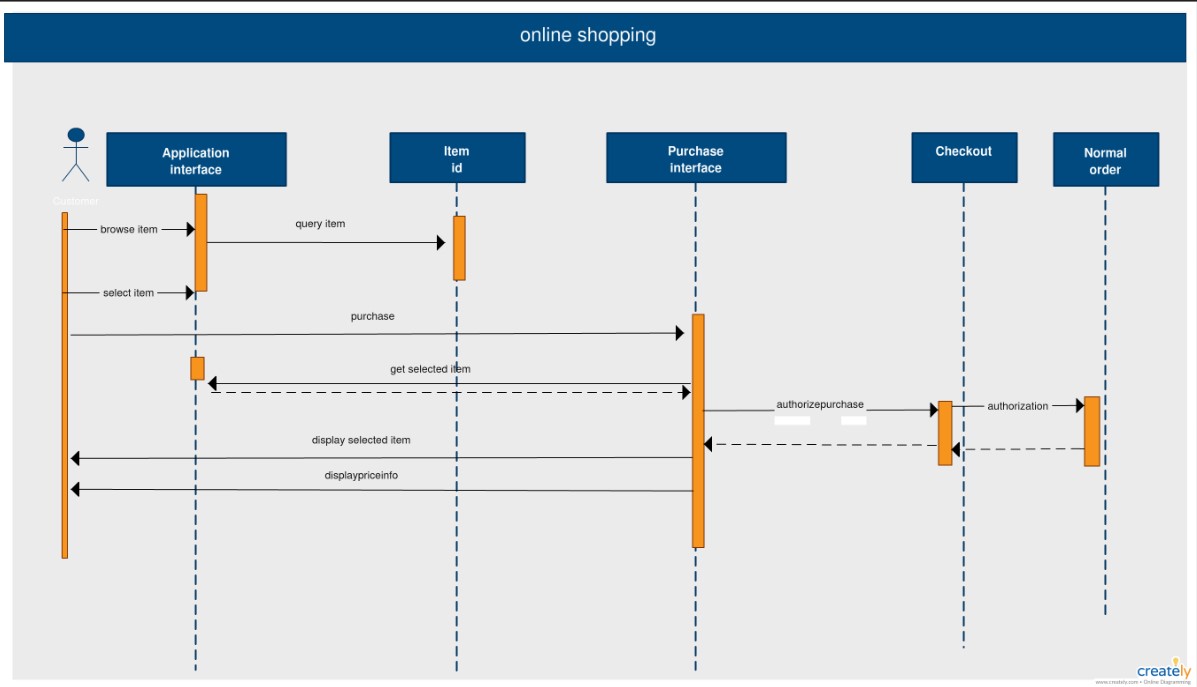 online shopping
Application
interface
Item
id
Purchase
interface
Checkout
Normal
order
Customer
browse item
query item
select item
purchase
get selected item
authorizepurchase
authorization
display selected item
displaypriceinfo
creately
www.creately.com • Online Diagramming